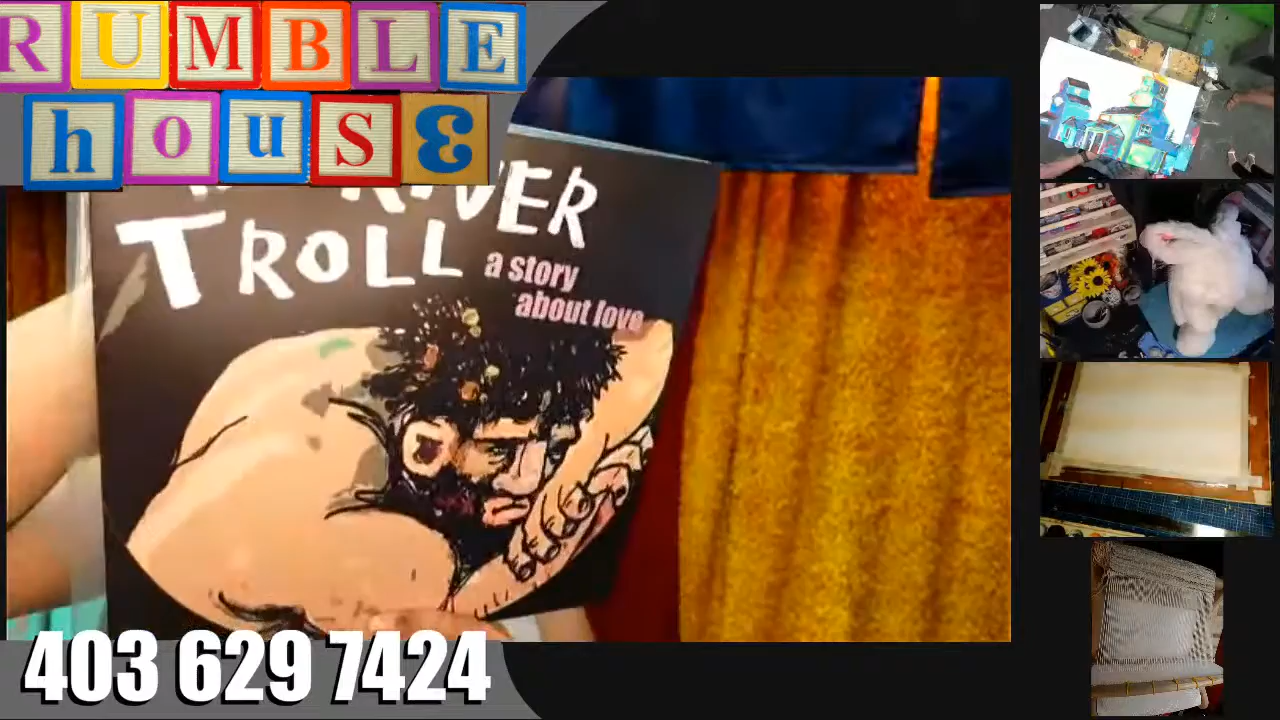 RUMBLE
hOUSE
RIVER
TROLL
a story
about love
403 629 7424